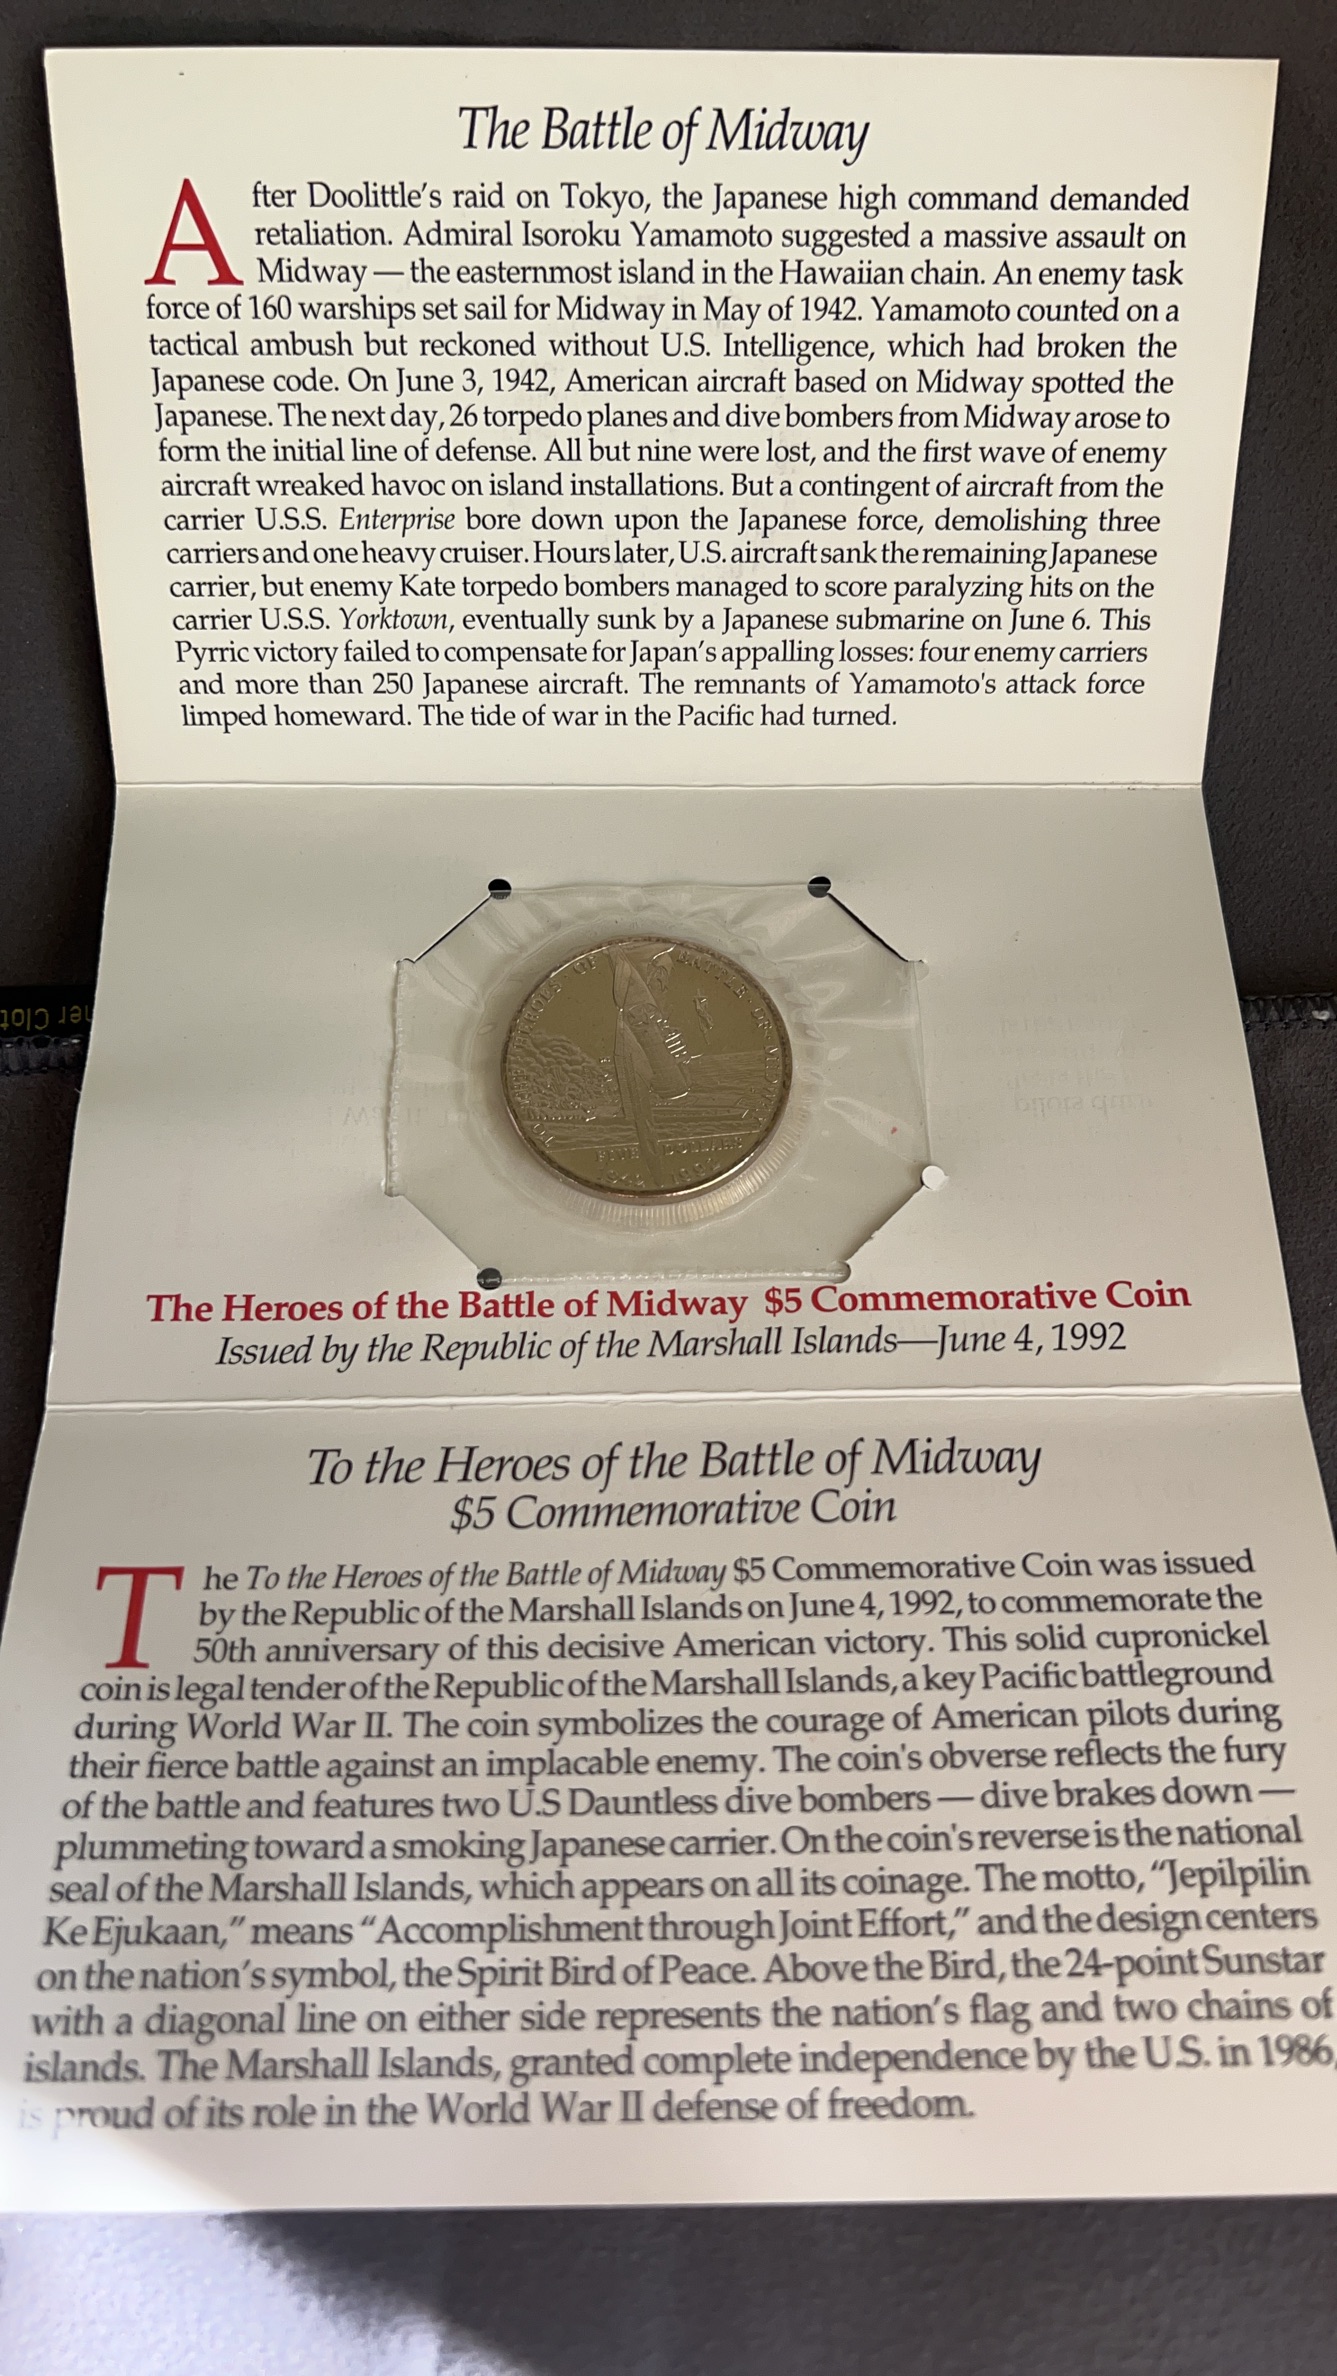 The Battle of Midway
After Doolittle's raid on Tokyo, the Japanese high command demanded
retaliation. Admiral Isoroku Yamamoto suggested a massive assault on
Midway — the easternmost island in the Hawaiian chain. An enemy task
force of 160 warships set sail for Midway in May of 1942. Yamamoto counted on a
tactical ambush but reckoned without U.S. Intelligence, which had broken the
Japanese code. On June 3, 1942, American aircraft based on Midway spotted the
Japanese. The next day, 26 torpedo planes and dive bombers from Midway arose to
form the initial line of defense. All but nine were lost, and the first wave of enemy
aircraft wreaked havoc on island installations. But a contingent of aircraft from the
carrier U.S.S. Enterprise bore down upon the Japanese force, demolishing three
carriers and one heavy cruiser. Hours later, U.S. aircraft sank the remaining Japanese
carrier, but enemy Kate torpedo bombers managed to score paralyzing hits on the
carrier U.S.S. Yorktown, eventually sunk by a Japanese submarine on June 6. This
Pyrric victory failed to compensate for Japan's appalling losses: four enemy carriers
and more than 250 Japanese aircraft. The remnants of Yamamoto's attack force
limped homeward. The tide of war in the Pacific had turned.
TO THE HEROES OF THE BATTLE OF MIDWAY
FIVE DOLLARS
1942 1992
The Heroes of the Battle of Midway $5 Commemorative Coin
Issued by the Republic of the Marshall Islands—June 4, 1992
To the Heroes of the Battle of Midway
$5 Commemorative Coin
The To the Heroes of the Battle of Midway $5 Commemorative Coin was issued
by the Republic of the Marshall Islands on June 4, 1992, to commemorate the
50th anniversary of this decisive American victory. This solid cupronickel
coin is legal tender of the Republic of the Marshall Islands, a key Pacific battleground
during World War II. The coin symbolizes the courage of American pilots during
their fierce battle against an implacable enemy. The coin's obverse reflects the fury
of the battle and features two U.S Dauntless dive bombers — dive brakes down —
plummeting toward a smoking Japanese carrier. On the coin's reverse is the national
seal of the Marshall Islands, which appears on all its coinage. The motto, "Jepilpilin
Ke Ejukaan," means "Accomplishment through Joint Effort," and the design centers
on the nation's symbol, the Spirit Bird of Peace. Above the Bird, the 24-point Sunstar
with a diagonal line on either side represents the nation's flag and two chains of
islands. The Marshall Islands, granted complete independence by the U.S. in 1986,
is proud of its role in the World War II defense of freedom.